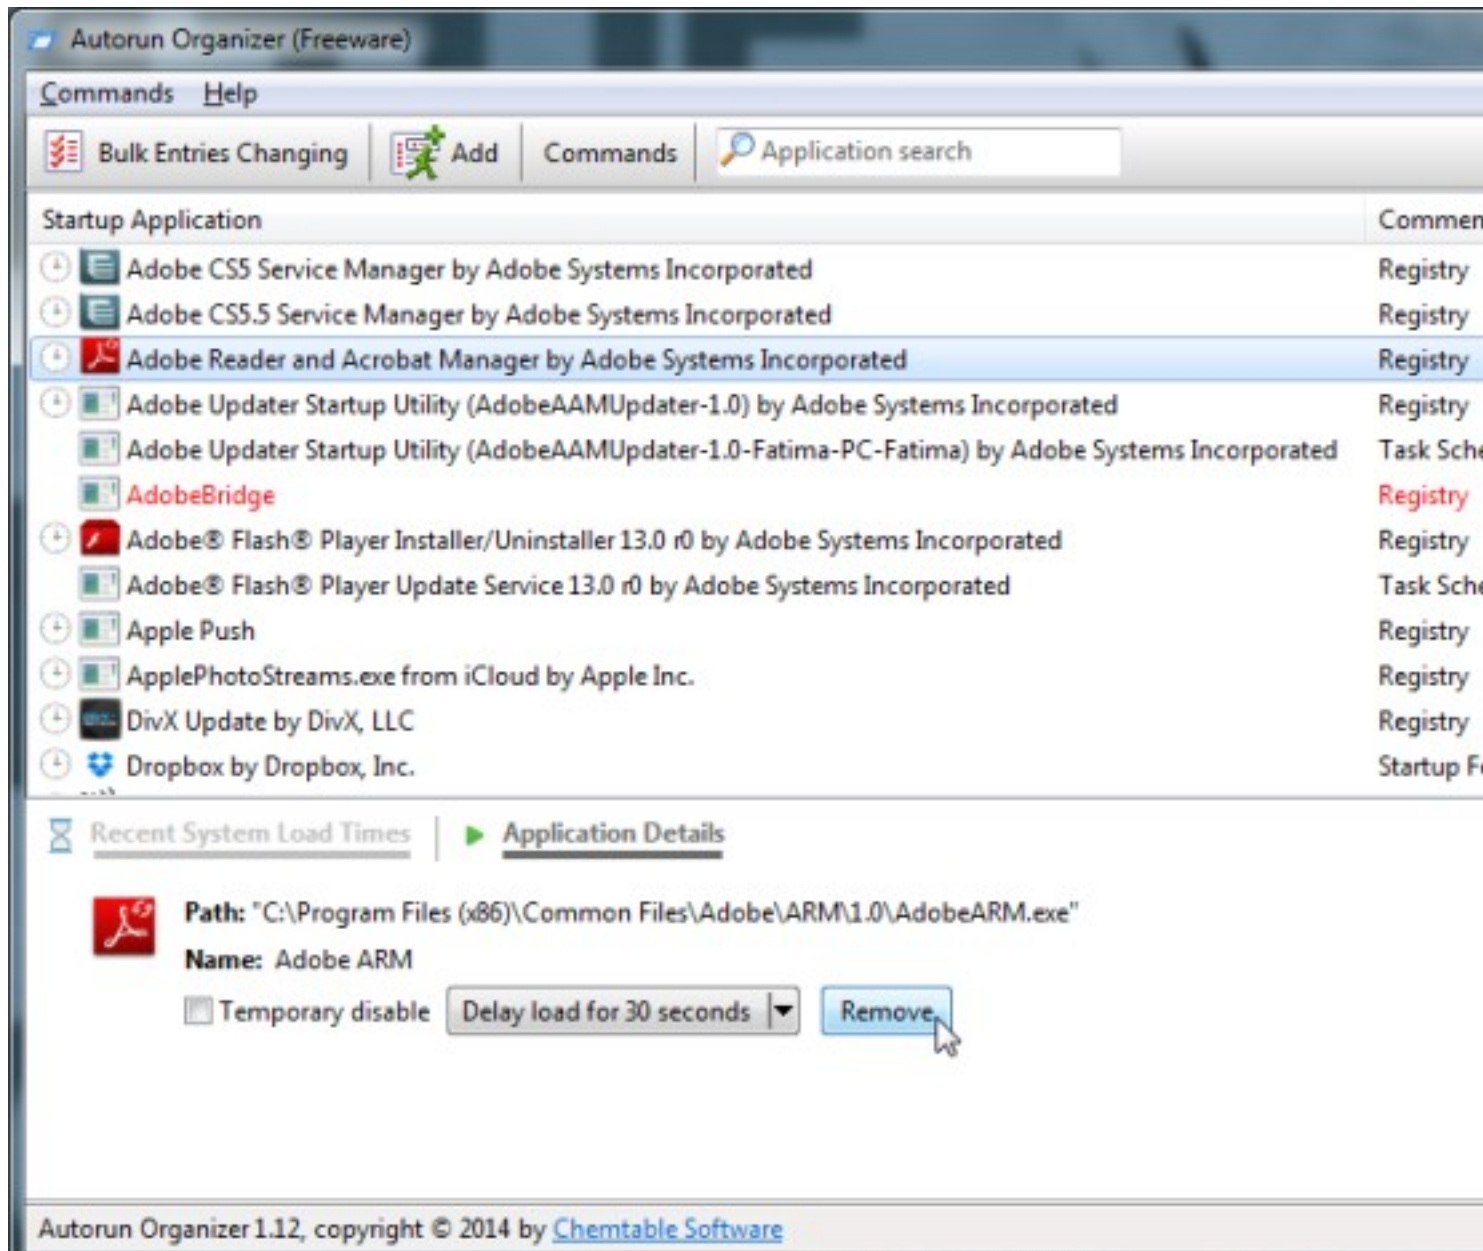 Autorun Organizer (Freeware)
Commands Help
Bulk Entries Changing Add Commands Application search
Startup Application Commen
Adobe CS5 Service Manager by Adobe Systems Incorporated Registry
Adobe CS5.5 Service Manager by Adobe Systems Incorporated Registry
Adobe Reader and Acrobat Manager by Adobe Systems Incorporated Registry
Adobe Updater Startup Utility (AdobeAAMUpdater-1.0) by Adobe Systems Incorporated Registry
Adobe Updater Startup Utility (AdobeAAMUpdater-1.0-Fatima-PC-Fatima) by Adobe Systems Incorporated Task Sche
AdobeBridge Registry
Adobe® Flash® Player Installer/Uninstaller 13.0 r0 by Adobe Systems Incorporated Registry
Adobe® Flash® Player Update Service 13.0 r0 by Adobe Systems Incorporated Task Sche
Apple Push Registry
ApplePhotoStreams.exe from iCloud by Apple Inc. Registry
DivX Update by DivX, LLC Registry
Dropbox by Dropbox, Inc. Startup Fo
Recent System Load Times Application Details
Path: "C:\Program Files (x86)\Common Files\Adobe\ARM\1.0\AdobeARM.exe"
Name: Adobe ARM
Temporary disable Delay load for 30 seconds Remove
Autorun Organizer 1.12, copyright © 2014 by Chemtable Software